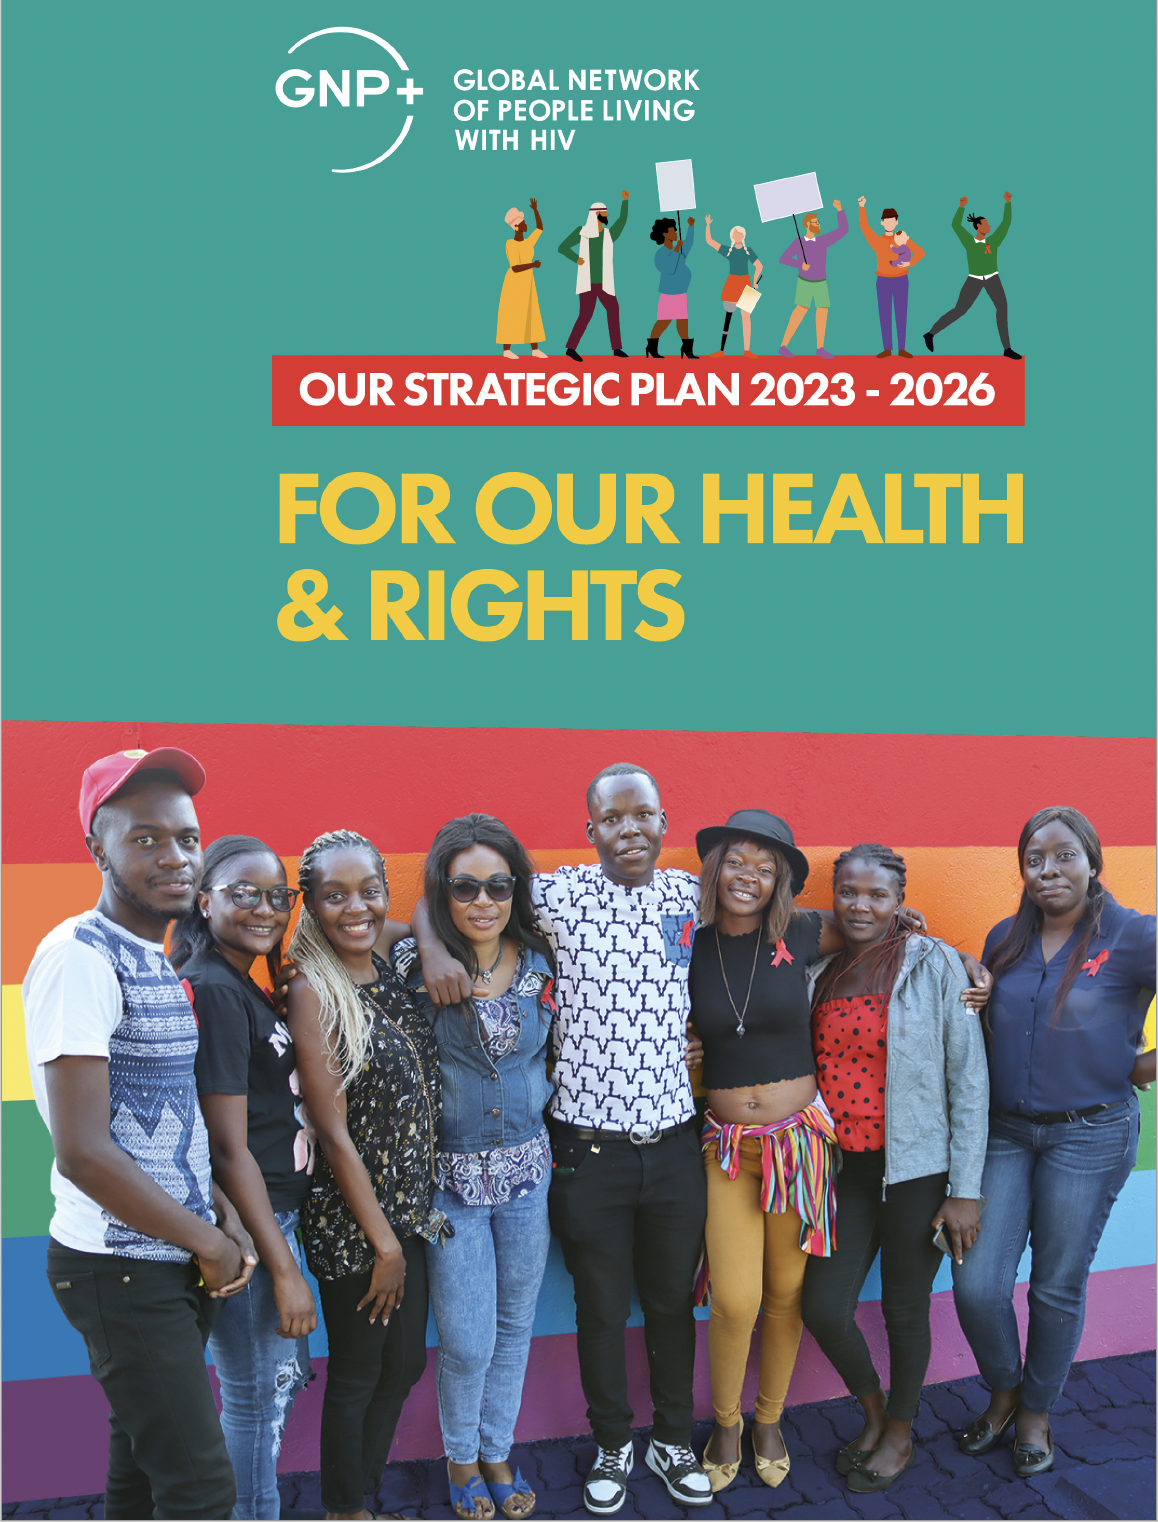 GNP+
GLOBAL NETWORK
OF PEOPLE LIVING
WITH HIV
OUR STRATEGIC PLAN 2023 - 2026
FOR OUR HEALTH
& RIGHTS